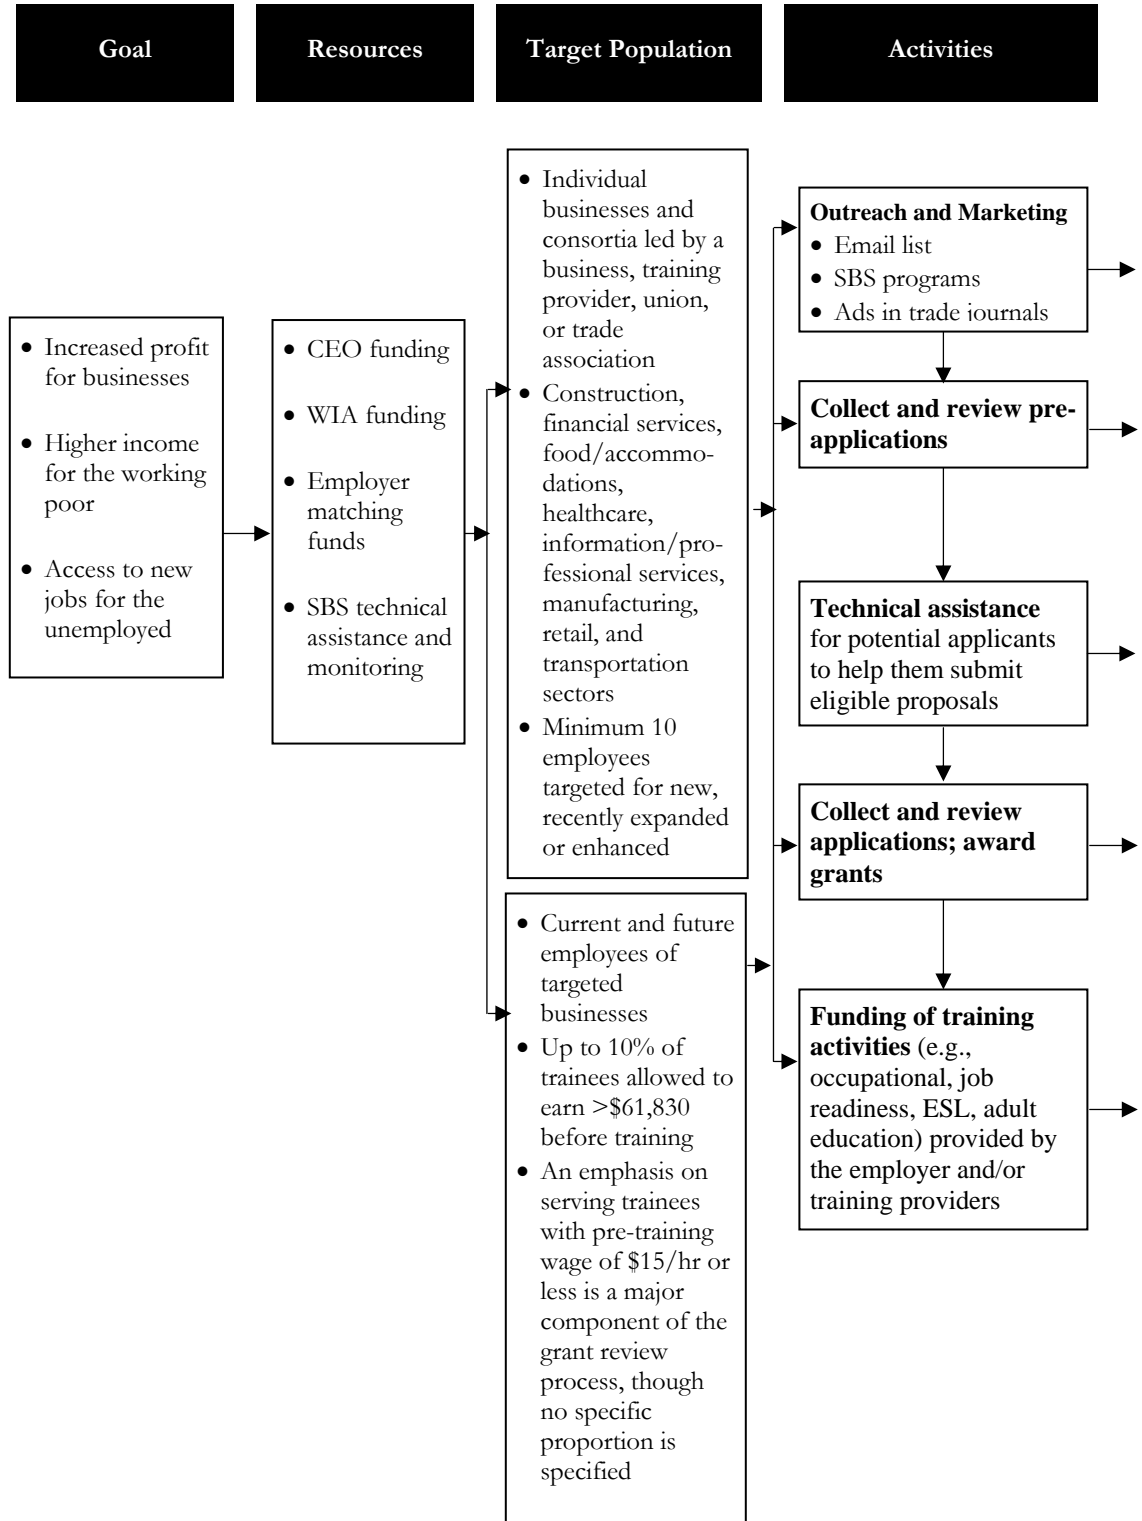 Goal
Resources
Target Population
Activities
• Increased profit
for businesses
• Higher income
for the working
poor
• Access to new
jobs for the
unemployed
• CEO funding
• WIA funding
• Employer
matching
funds
• SBS technical
assistance and
monitoring
• Individual
businesses and
consortia led by a
business, training
provider, union,
or trade
association
• Construction,
financial services,
food/accommo-
dations,
healthcare,
information/pro-
fessional services,
manufacturing,
retail, and
transportation
sectors
• Minimum 10
employees
targeted for new,
recently expanded
or enhanced
• Current and future
employees of
targeted
businesses
• Up to 10% of
trainees allowed to
earn >$61,830
before training
• An emphasis on
serving trainees
with pre-training
wage of $15/hr or
less is a major
component of the
grant review
process, though
no specific
proportion is
specified
Outreach and Marketing
• Email list
• SBS programs
• Ads in trade journals
Collect and review pre-
applications
Technical assistance
for potential applicants
to help them submit
eligible proposals
Collect and review
applications; award
grants
Funding of training
activities (e.g.,
occupational, job
readiness, ESL, adult
education) provided by
the employer and/or
training providers